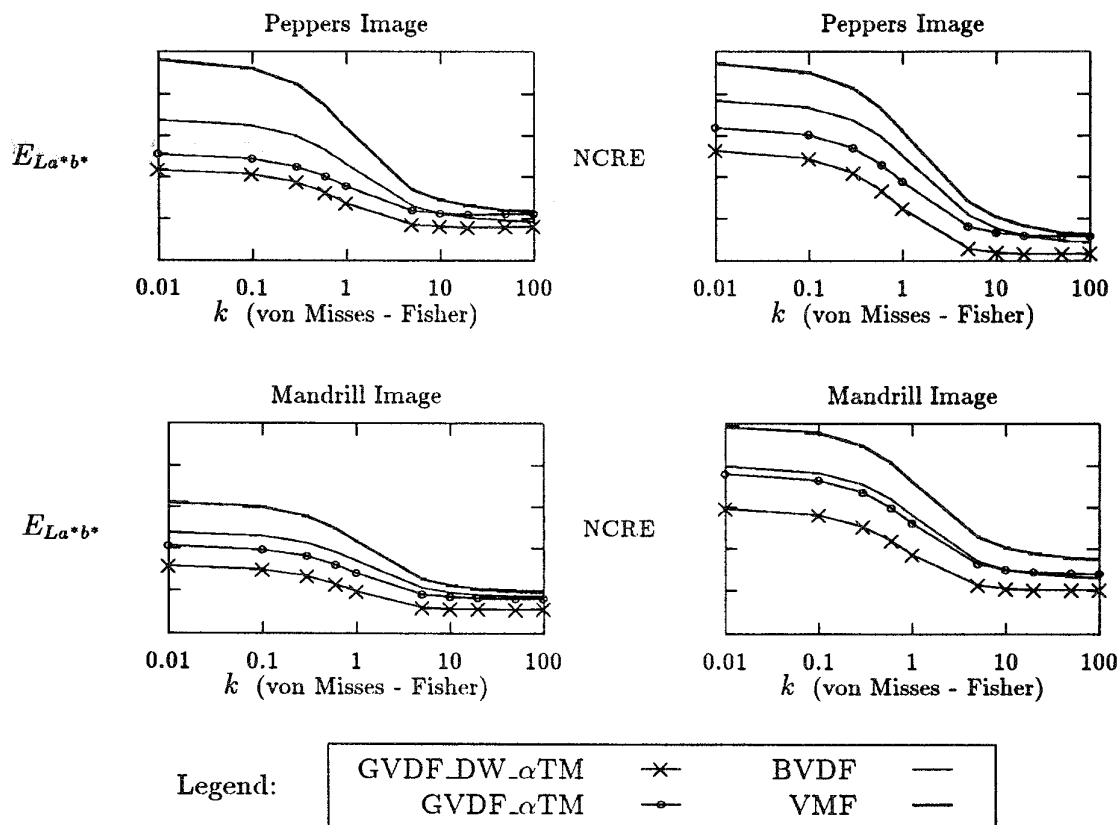 Peppers Image
Peppers Image
E_{La*b*}
NCRE
0.01 0.1 1 10 100
0.01 0.1 1 10 100
k (von Misses - Fisher)
k (von Misses - Fisher)
Mandrill Image
Mandrill Image
E_{La*b*}
NCRE
0.01 0.1 1 10 100
0.01 0.1 1 10 100
k (von Misses - Fisher)
k (von Misses - Fisher)
Legend:
GVDF_DW_αTM
BVDF
GVDF_αTM
VMF